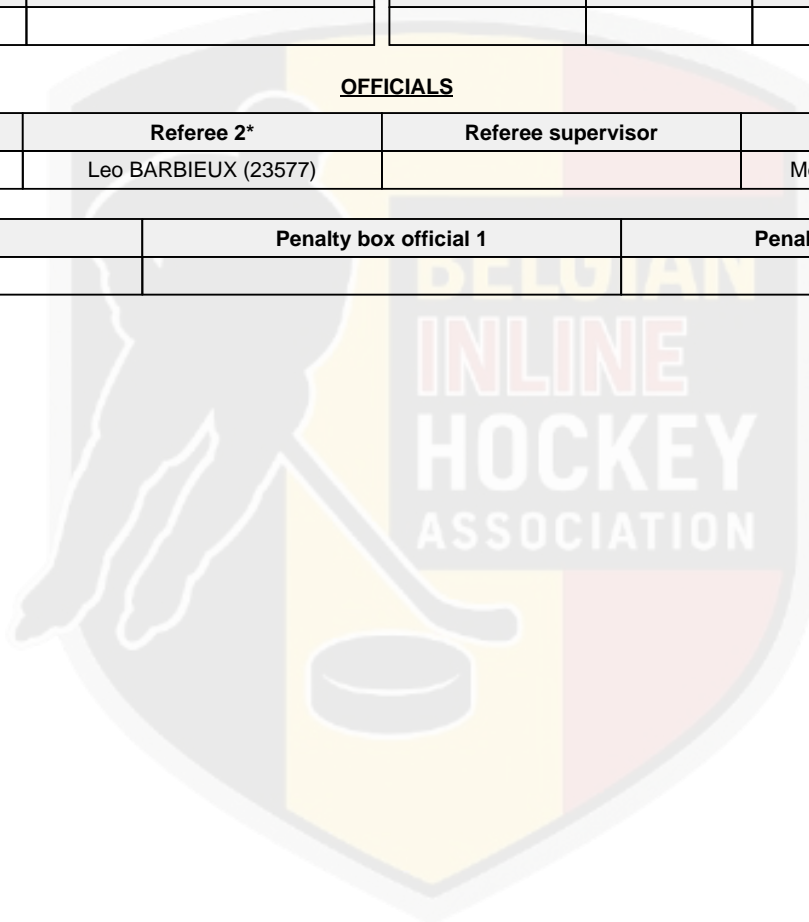 OFFICIALS
Referee 2* Referee supervisor
Leo BARBIEUX (23577)
Penalty box official 1
BELGIAN
INLINE
HOCKEY
ASSOCIATION